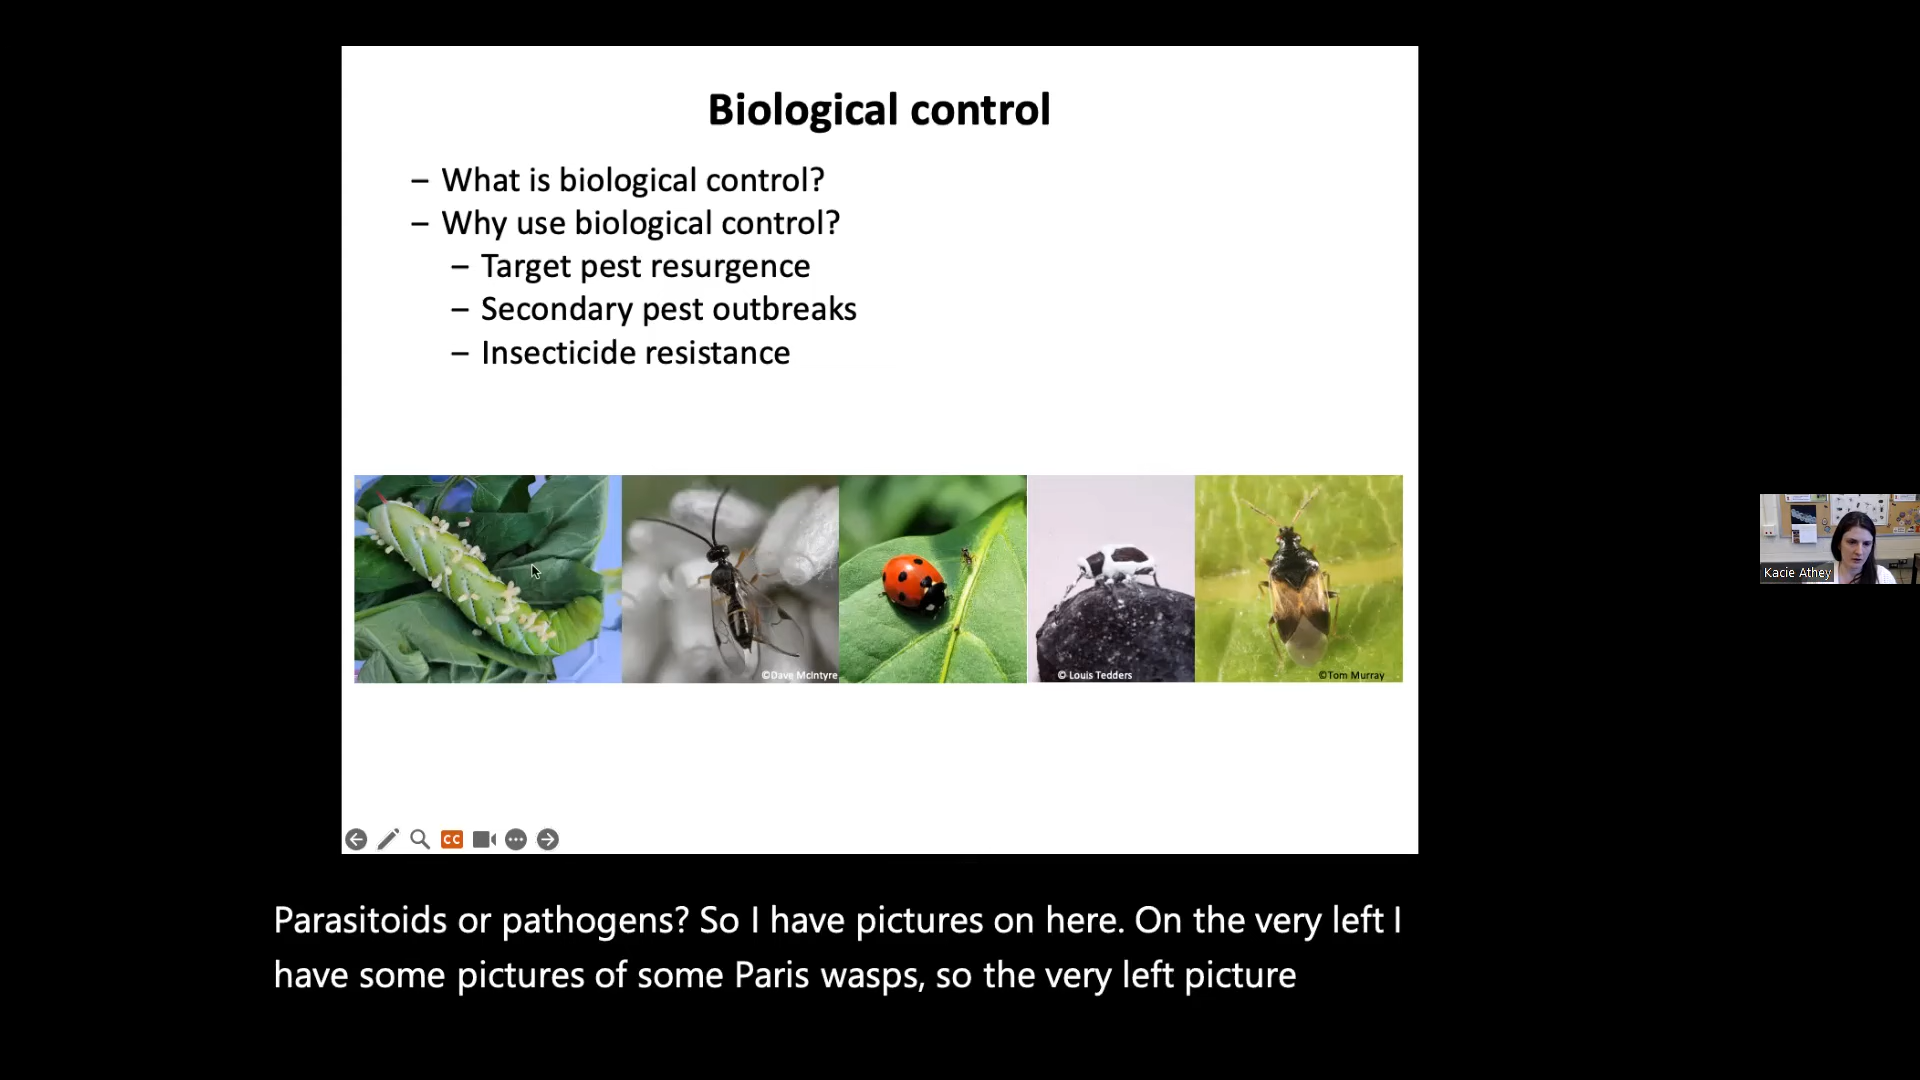 Biological control
– What is biological control?
– Why use biological control?
– Target pest resurgence
– Secondary pest outbreaks
– Insecticide resistance
©Dave McIntyre
© Louis Tedders
©Tom Murray
Kacie Athey
CC
Parasitoids or pathogens? So I have pictures on here. On the very left I
have some pictures of some Paris wasps, so the very left picture